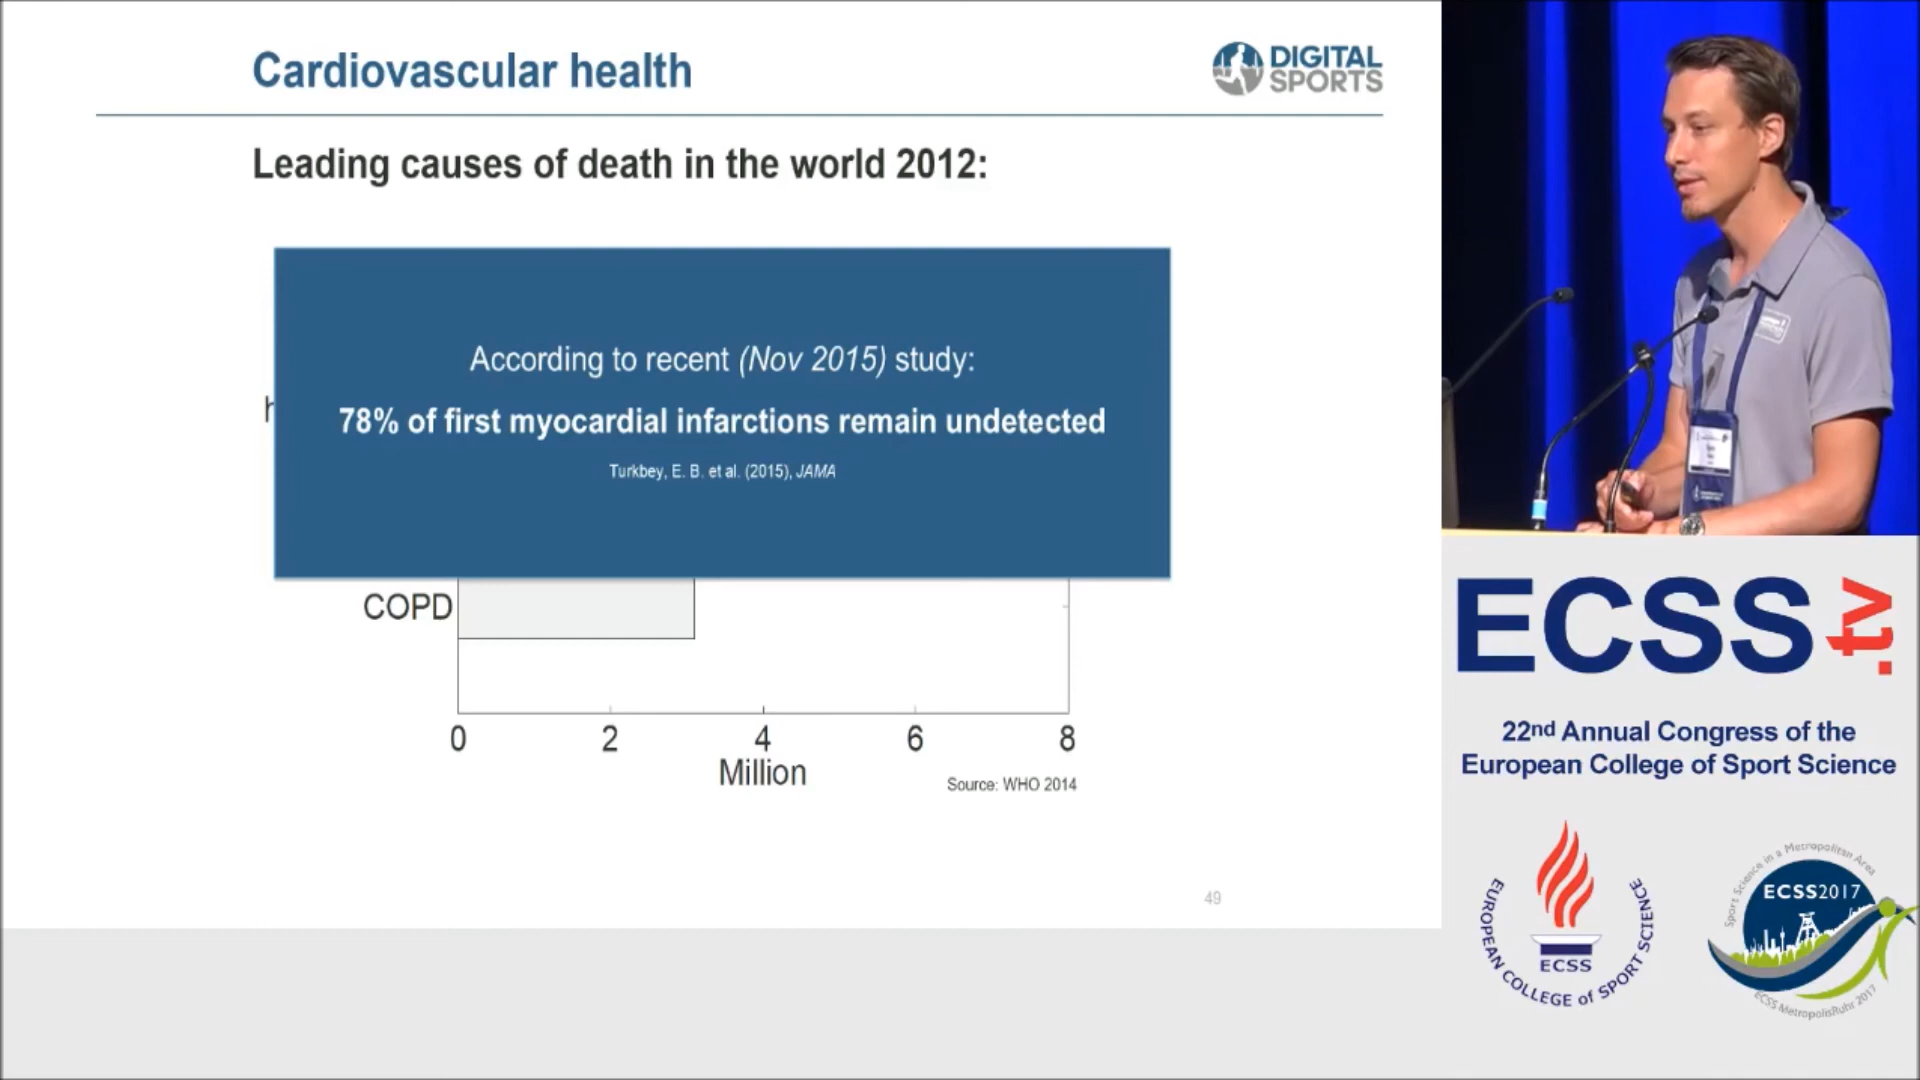 Cardiovascular health
DIGITAL
SPORTS
Leading causes of death in the world 2012:
According to recent (Nov 2015) study:
78% of first myocardial infarctions remain undetected
Turkbey, E. B. et al. (2015), JAMA
COPD
0 2 4 6 8
Million
Source: WHO 2014
49
ECSS.tv
22nd Annual Congress of the
European College of Sport Science
EUROPEAN COLLEGE of SPORT SCIENCE
ECSS
Sport Science in a Metropolitan Area
ECSS2017
ECSS MetropolisRuhr 2017